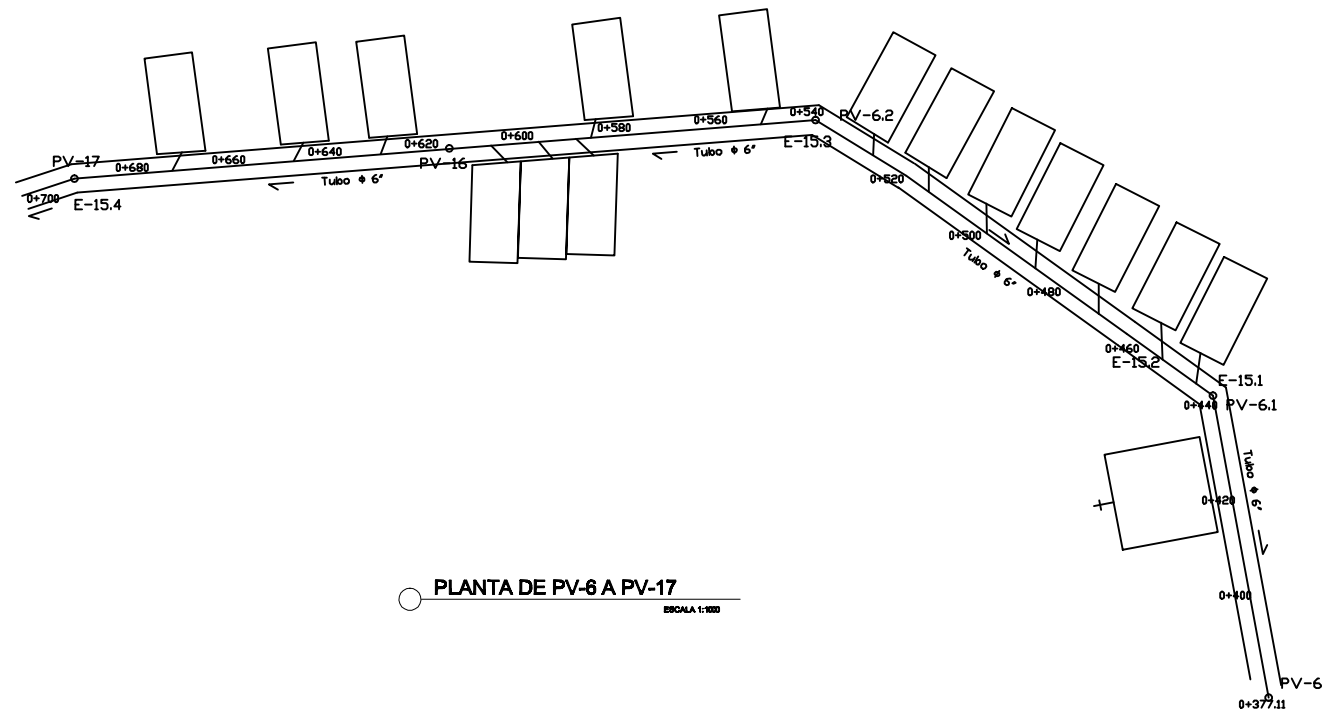 0+540
PV-6.2
0+560
0+580
0+600
0+620
E-15.3
Tubo ϕ 6"
PV-16
0+640
0+660
0+680
PV-17
Tubo ϕ 6"
0+700
E-15.4
0+520
0+500
Tubo ϕ 6"
0+480
0+460
E-15.2
E-15.1
0+440
PV-6.1
Tubo ϕ 6"
0+420
0+400
PV-6
0+377.11
PLANTA DE PV-6 A PV-17
ESCALA 1:1000